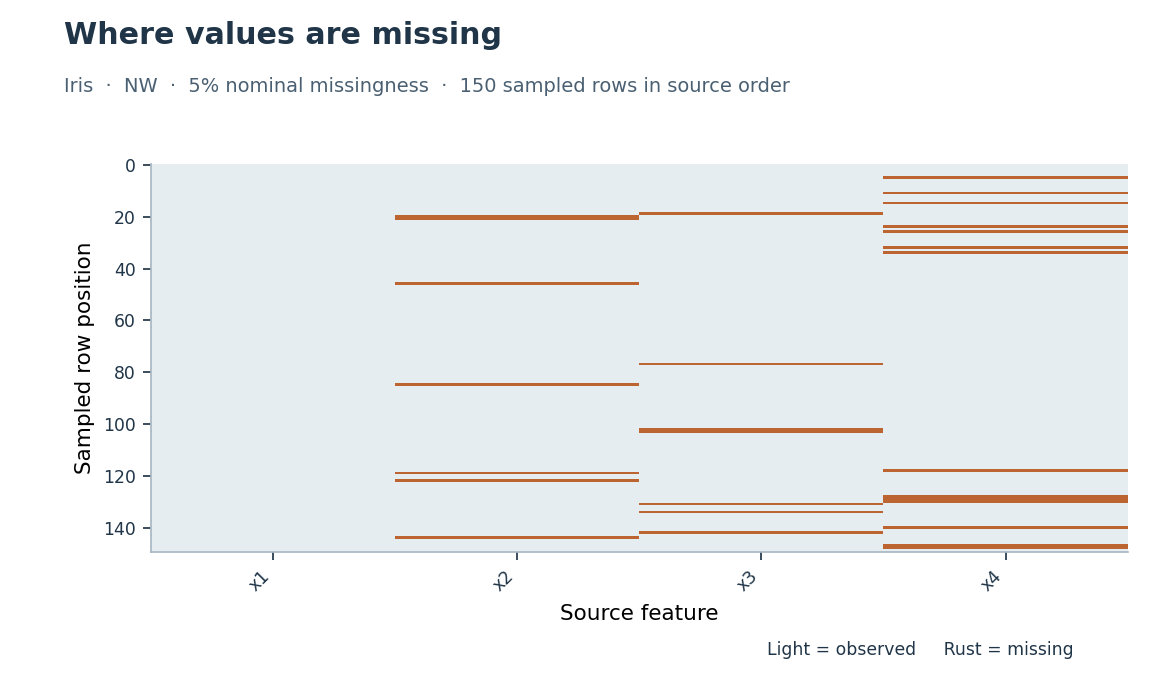 Where values are missing
Iris · NW · 5% nominal missingness · 150 sampled rows in source order
0
20
40
60
80
100
120
140
Sampled row position
x1 x2 x3 x4
Source feature
Light = observed Rust = missing